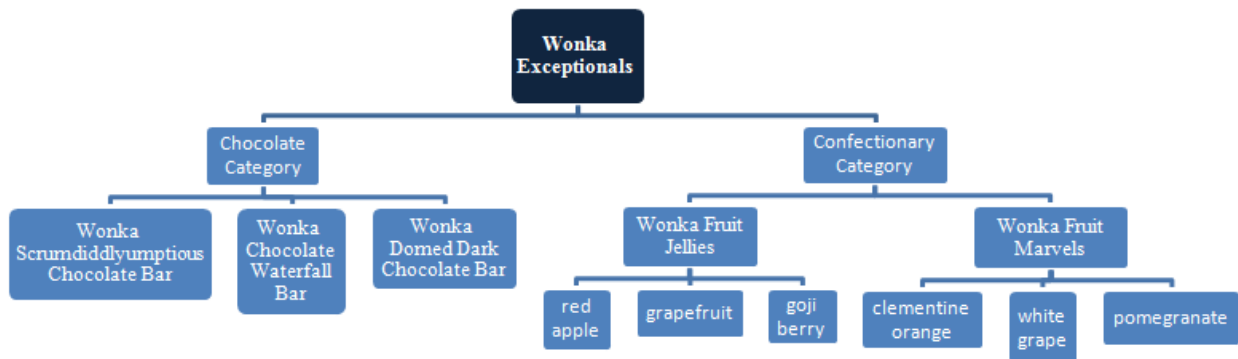 Wonka
Exceptionals
Chocolate
Category
Confectionary
Category
Wonka
Scrumdiddlyumptious
Chocolate Bar
Wonka
Chocolate
Waterfall
Bar
Wonka
Domed Dark
Chocolate Bar
Wonka Fruit
Jellies
Wonka Fruit
Marvels
red
apple
grapefruit
goji
berry
clementine
orange
white
grape
pomegranate